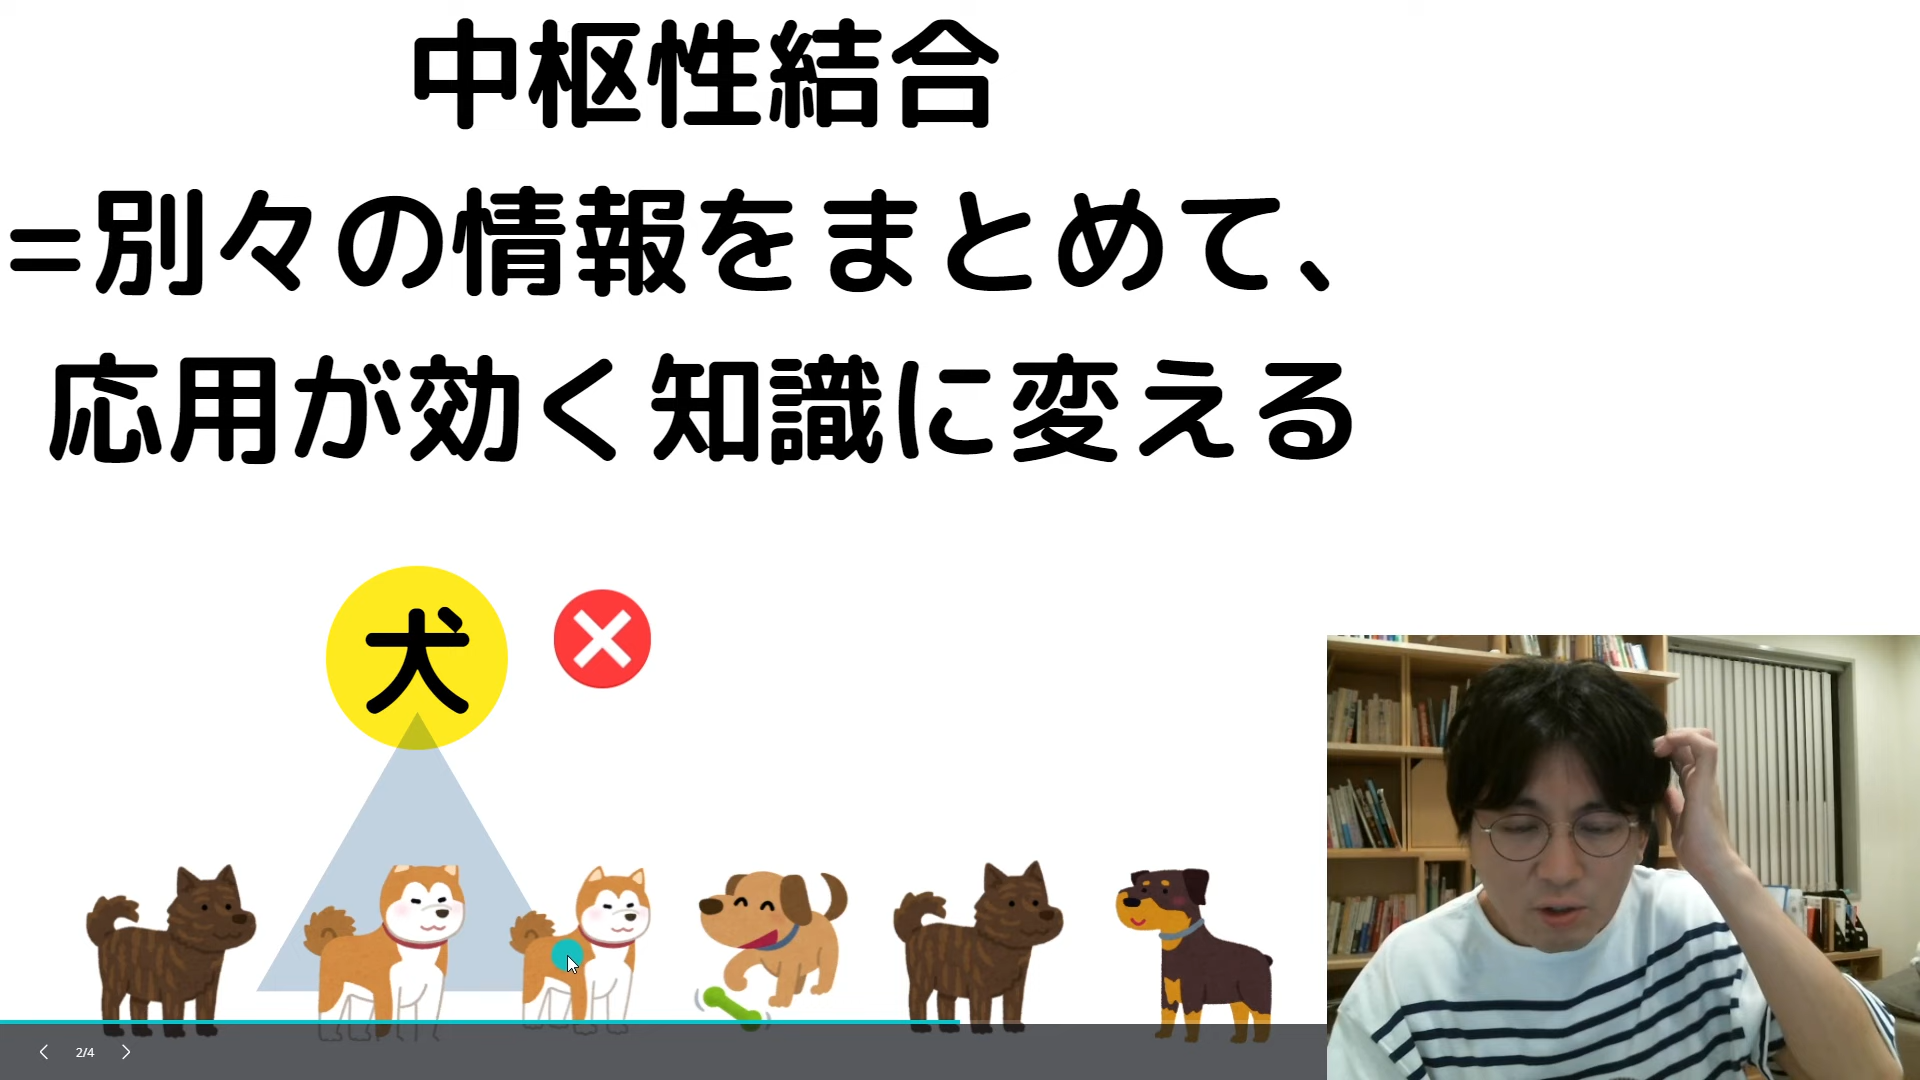 中枢性結合
=別々の情報をまとめて、
応用が効く知識に変える
犬
2/4